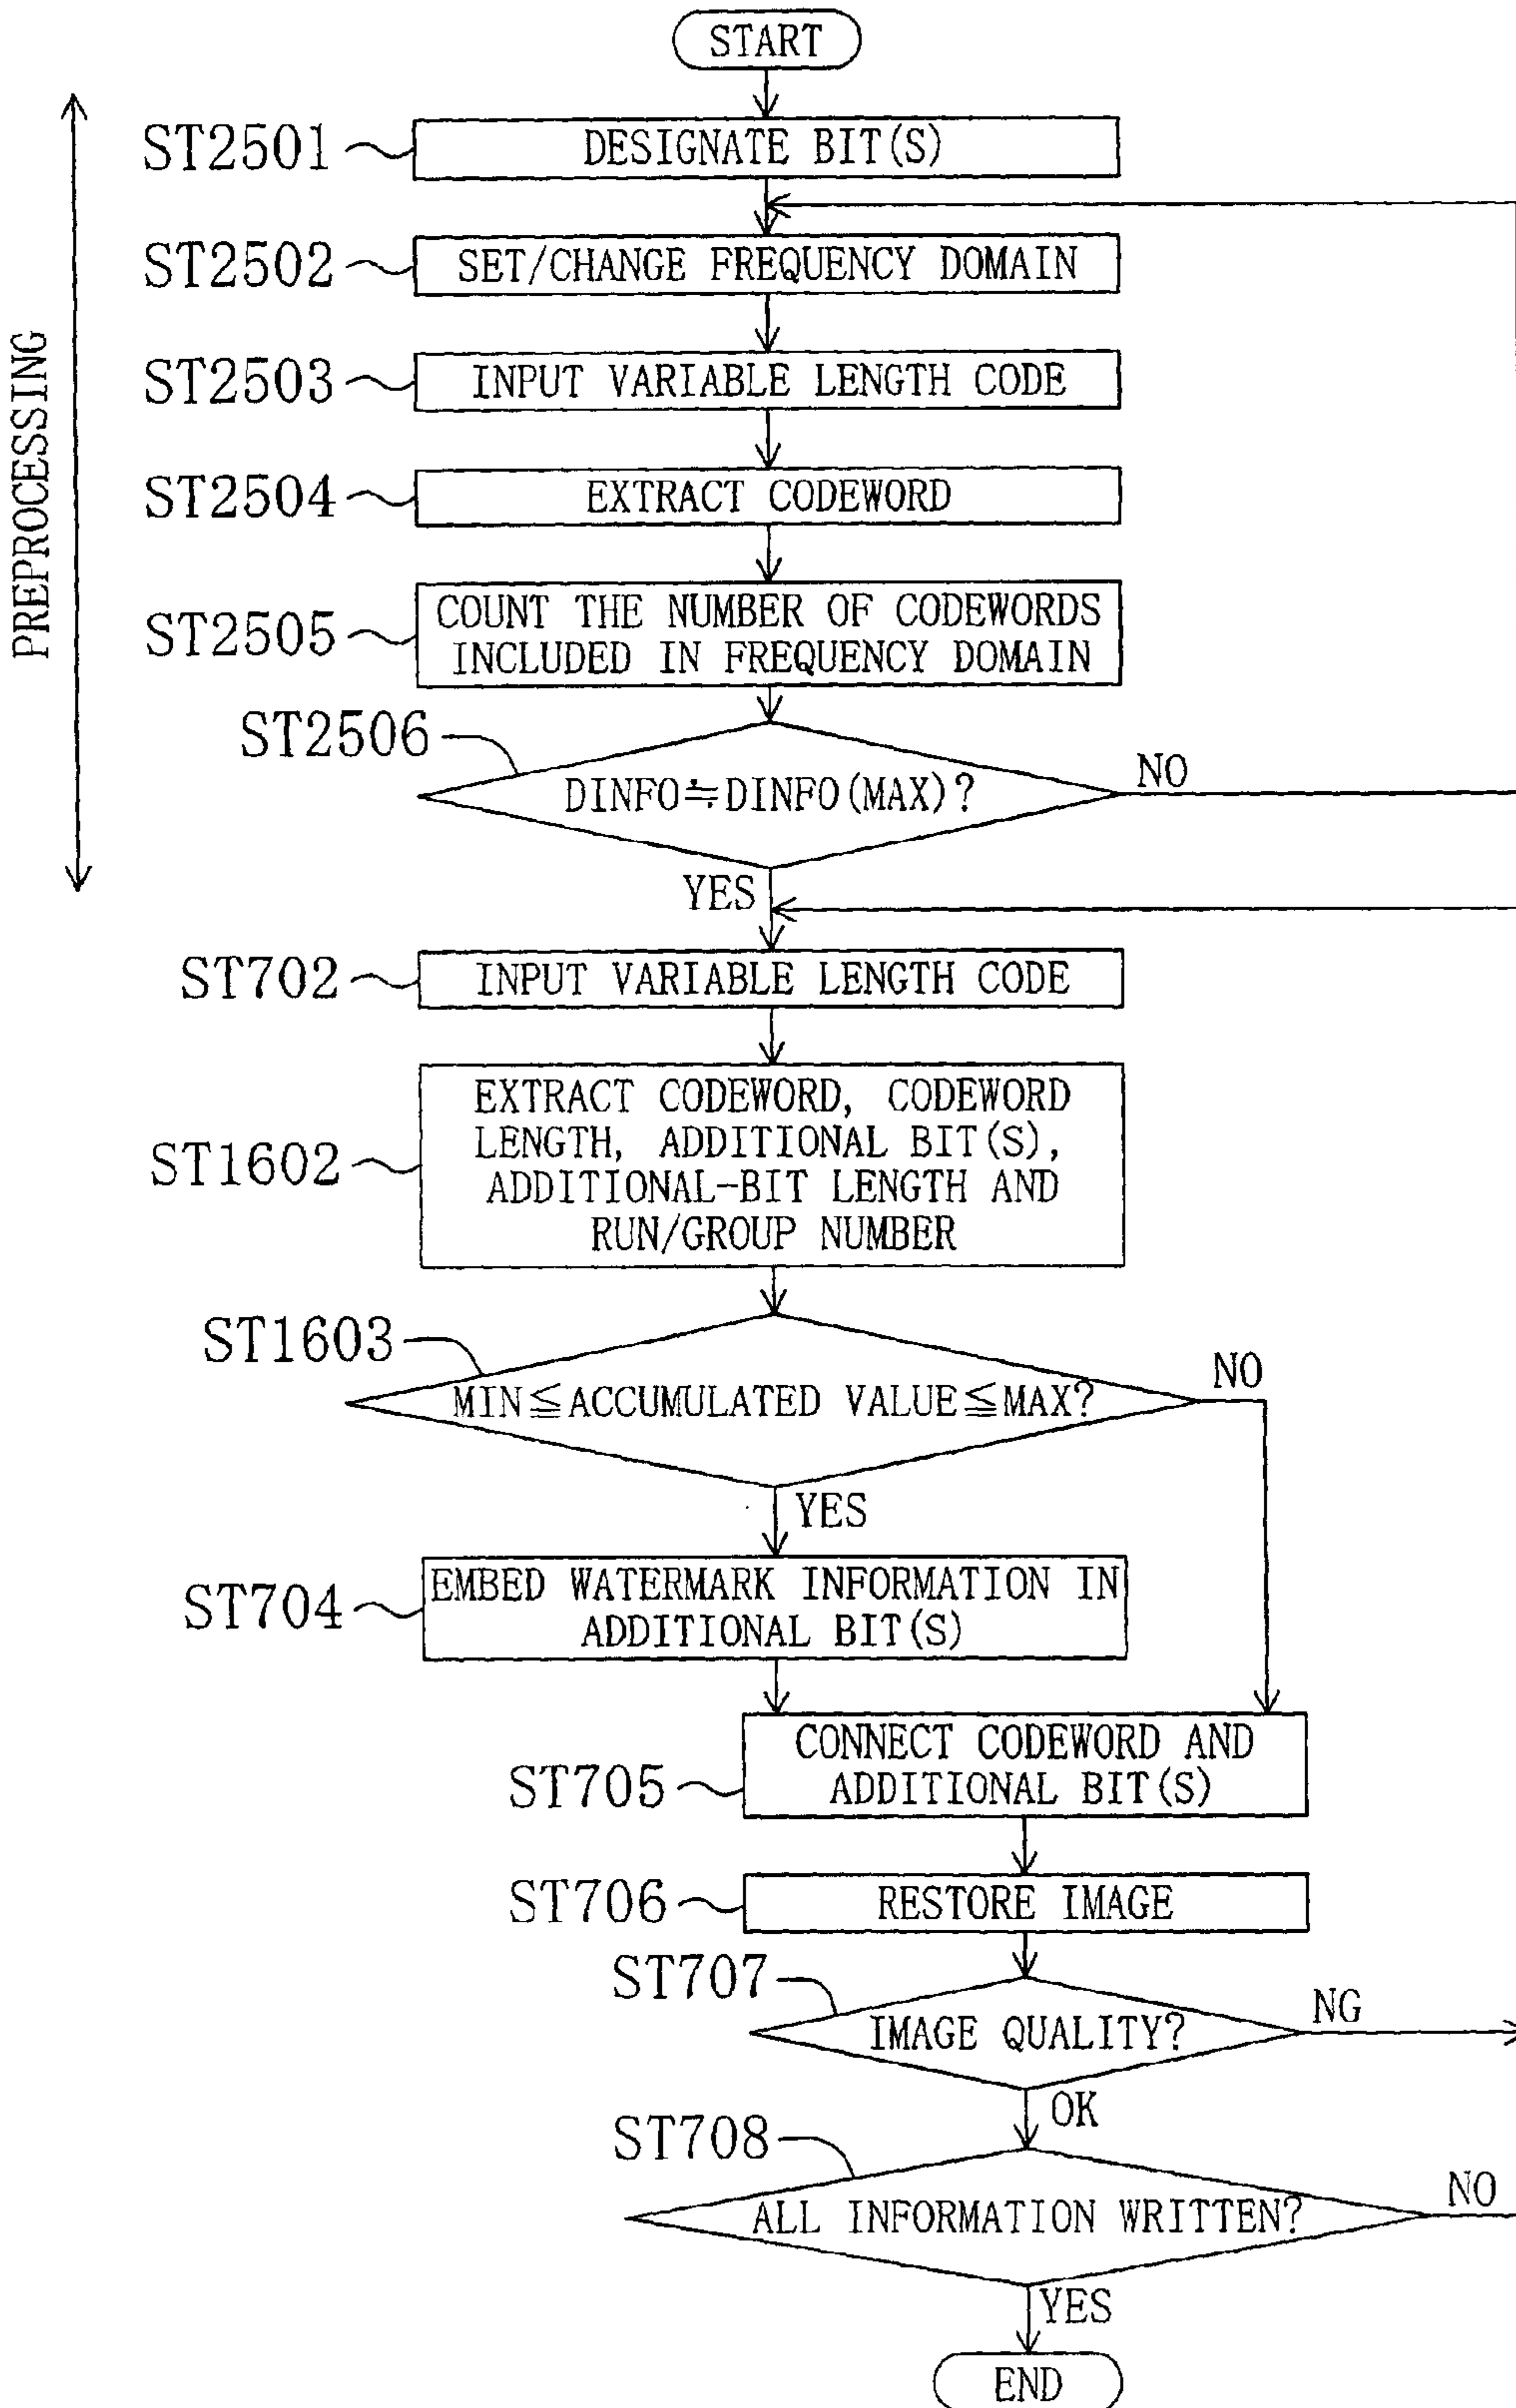 START
PREPROCESSING
ST2501
DESIGNATE BIT(S)
ST2502
SET/CHANGE FREQUENCY DOMAIN
ST2503
INPUT VARIABLE LENGTH CODE
ST2504
EXTRACT CODEWORD
ST2505
COUNT THE NUMBER OF CODEWORDS
INCLUDED IN FREQUENCY DOMAIN
ST2506
DINFO≒DINFO(MAX)?
NO
YES
ST702
INPUT VARIABLE LENGTH CODE
ST1602
EXTRACT CODEWORD, CODEWORD
LENGTH, ADDITIONAL BIT(S),
ADDITIONAL-BIT LENGTH AND
RUN/GROUP NUMBER
ST1603
MIN≦ACCUMULATED VALUE≦MAX?
NO
YES
ST704
EMBED WATERMARK INFORMATION IN
ADDITIONAL BIT(S)
ST705
CONNECT CODEWORD AND
ADDITIONAL BIT(S)
ST706
RESTORE IMAGE
ST707
IMAGE QUALITY?
NG
OK
ST708
ALL INFORMATION WRITTEN?
NO
YES
END